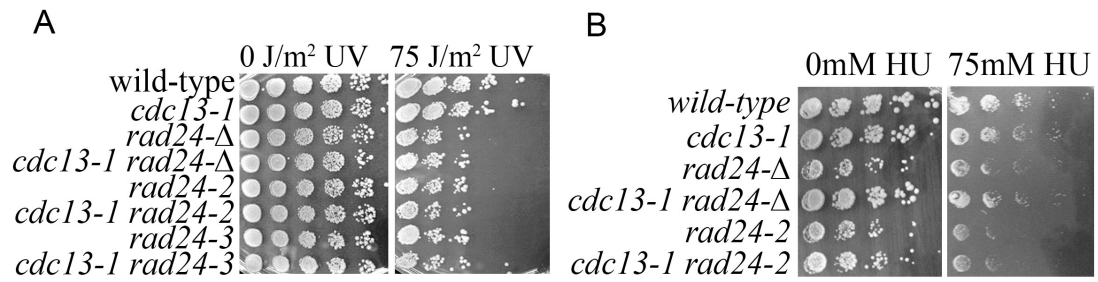 A
0 J/m² UV 75 J/m² UV
wild-type
cdc13-1
rad24-Δ
cdc13-1 rad24-Δ
rad24-2
cdc13-1 rad24-2
rad24-3
cdc13-1 rad24-3
B
0mM HU 75mM HU
wild-type
cdc13-1
rad24-Δ
cdc13-1 rad24-Δ
rad24-2
cdc13-1 rad24-2